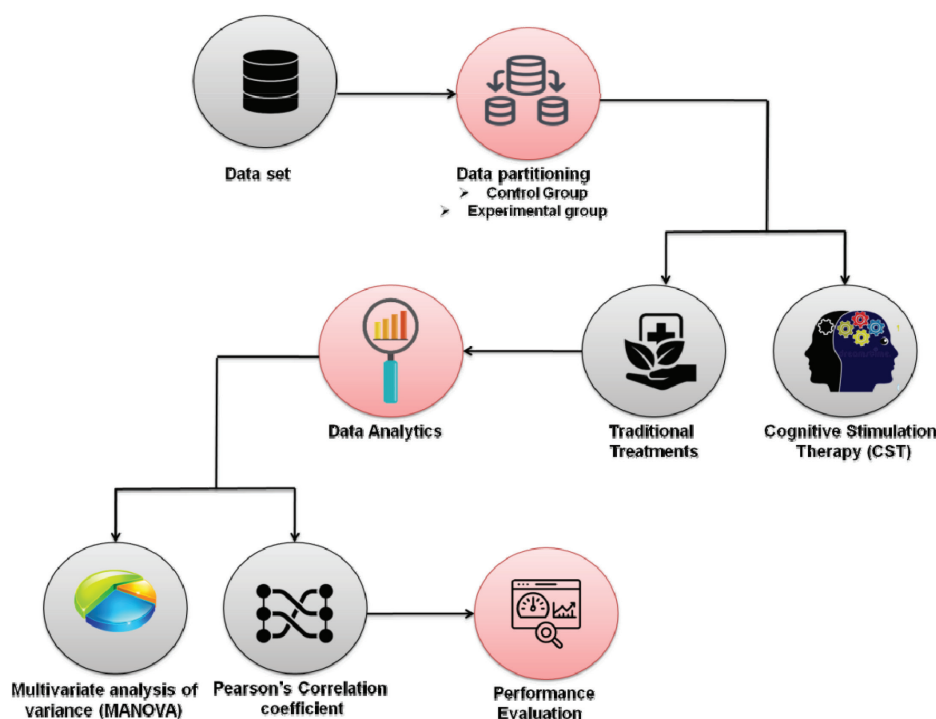 Data set
Data partitioning
➢ Control Group
➢ Experimental group
Data Analytics
Traditional
Treatments
Cognitive Stimulation
Therapy (CST)
Multivariate analysis of
variance (MANOVA)
Pearson's Correlation
coefficient
Performance
Evaluation